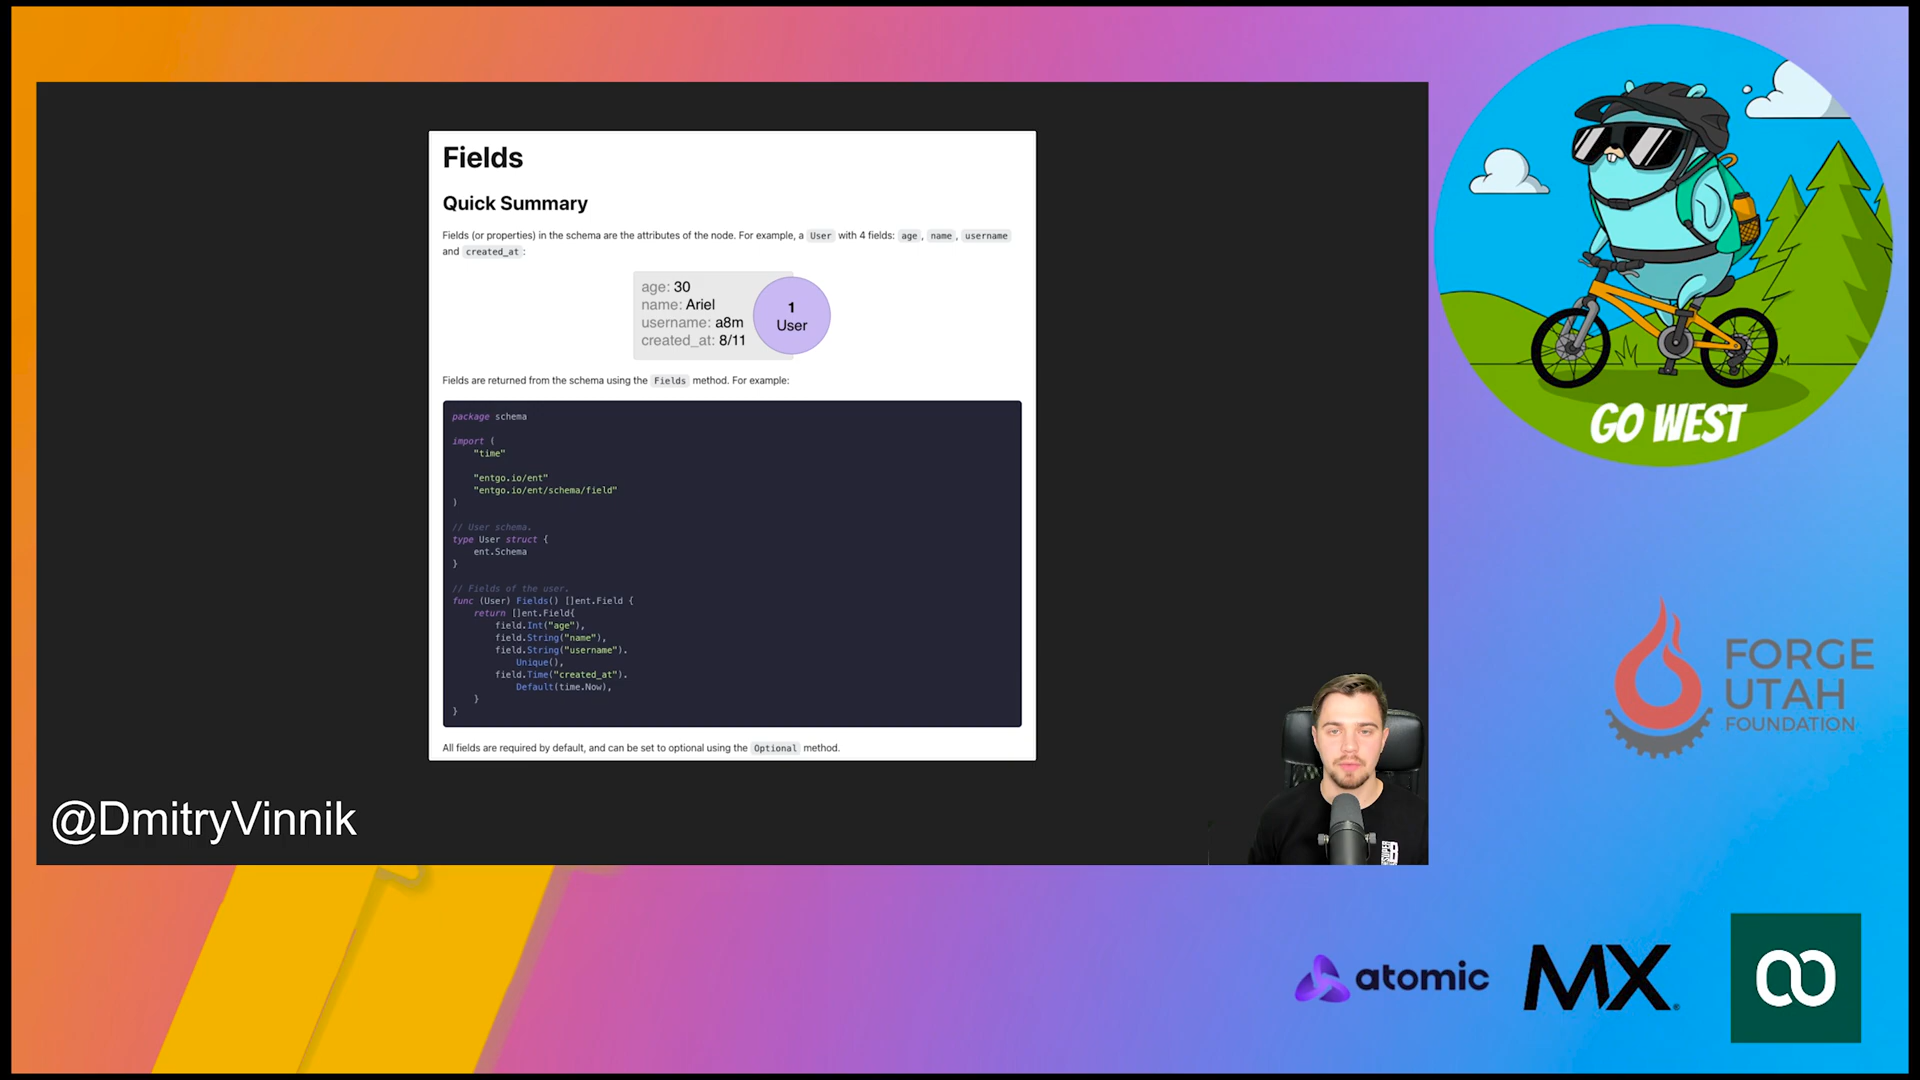 Fields
Quick Summary
Fields (or properties) in the schema are the attributes of the node. For example, a User with 4 fields: age, name, username
and created_at:
age: 30
name: Ariel
username: a8m
created_at: 8/11
1
User
Fields are returned from the schema using the Fields method. For example:
package schema
import (
"time"
"entgo.io/ent"
"entgo.io/ent/schema/field"
)
// User schema.
type User struct {
ent.Schema
}
// Fields of the user.
func (User) Fields() []ent.Field {
return []ent.Field{
field.Int("age"),
field.String("name"),
field.String("username").
Unique(),
field.Time("created_at").
Default(time.Now),
}
}
All fields are required by default, and can be set to optional using the Optional method.
@DmitryVinnik
GO WEST
FORGE
UTAH
FOUNDATION
atomic
MX